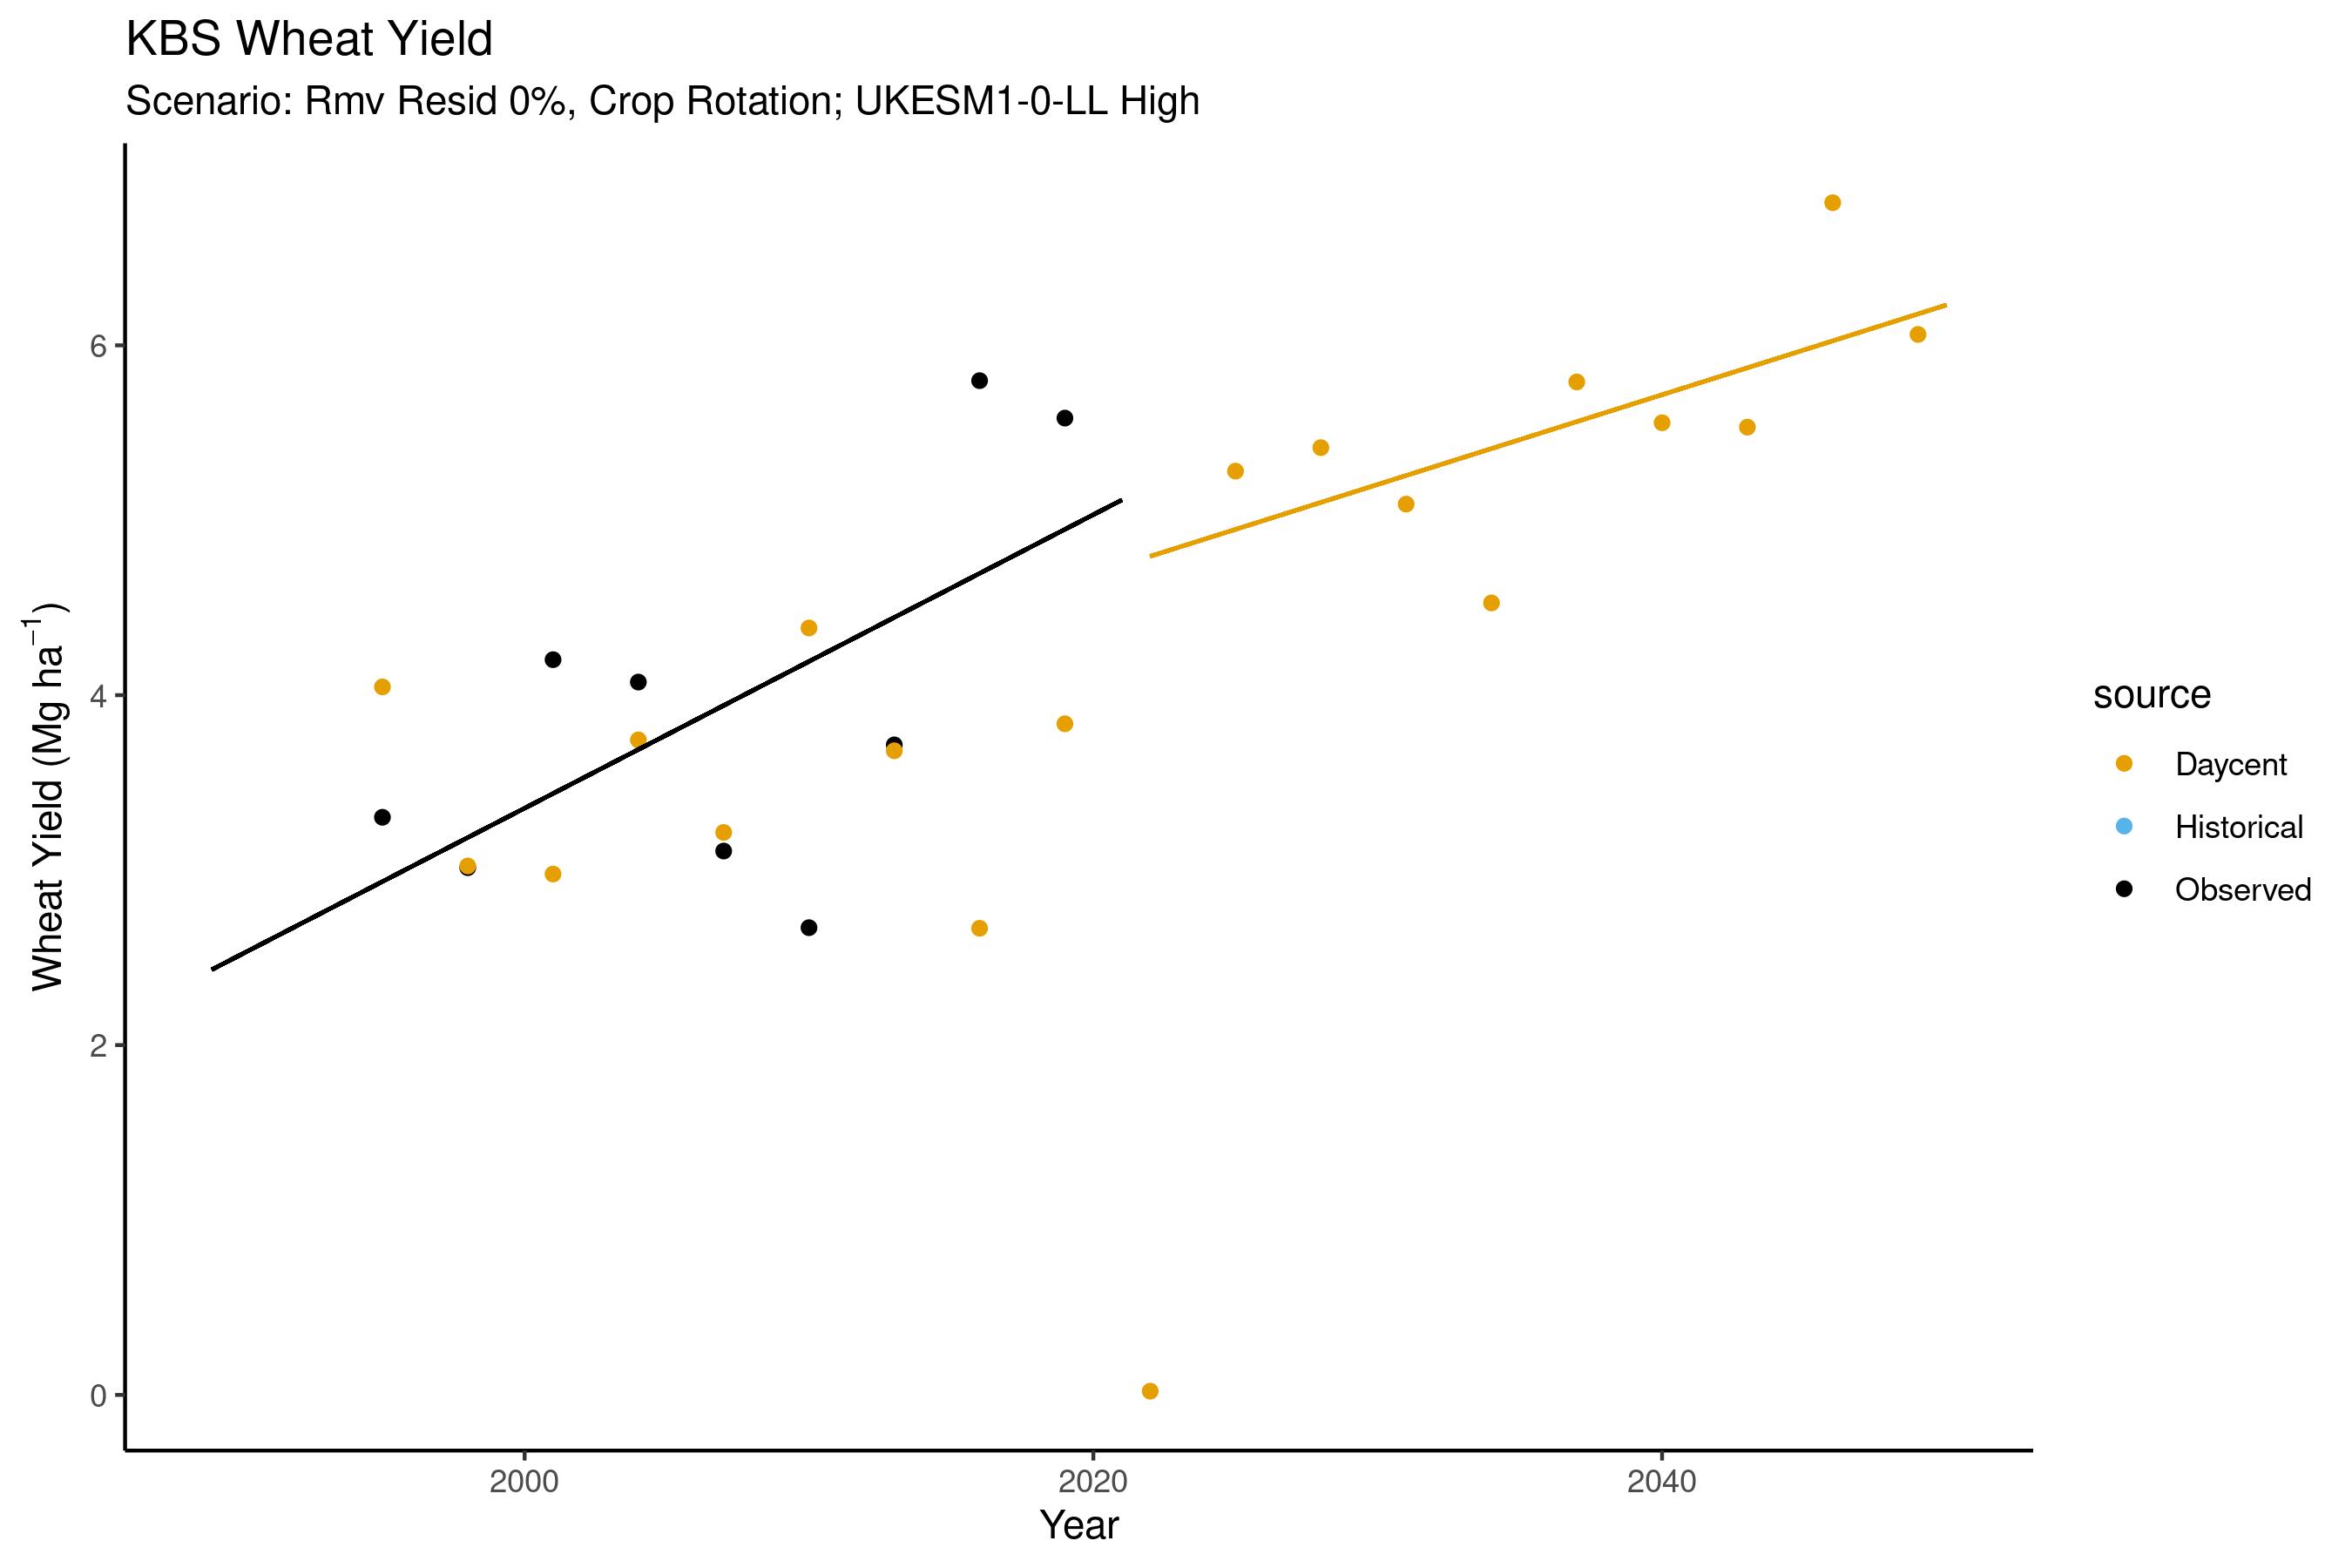 KBS Wheat Yield
Scenario: Rmv Resid 0%, Crop Rotation; UKESM1-0-LL High
Wheat Yield (Mg ha⁻¹)
6
4
2
0
2000
2020
2040
Year
source
Daycent
Historical
Observed